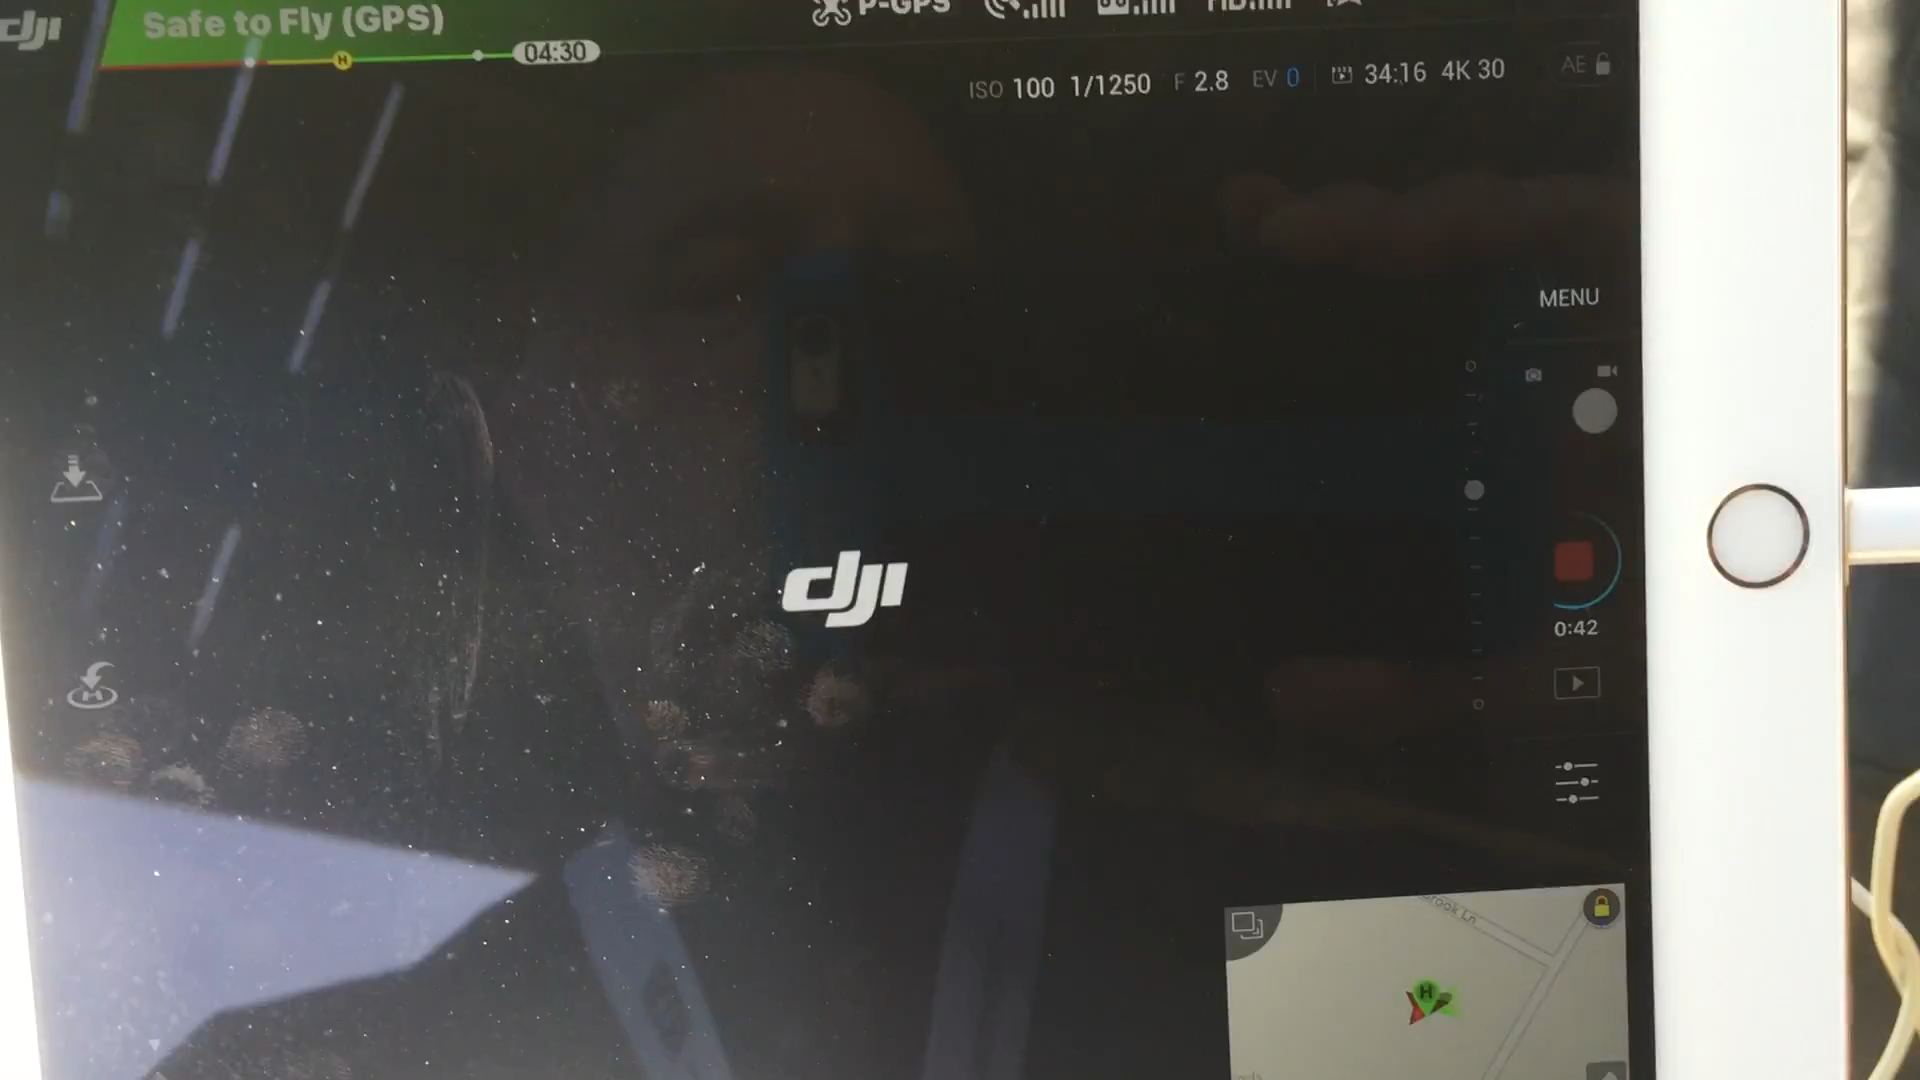 dji
Safe to Fly (GPS)
P-GPS
04:30
ISO 100 1/1250 F 2.8 EV 0 34:16 4K 30 AE
MENU
dji
0:42
H
H
H